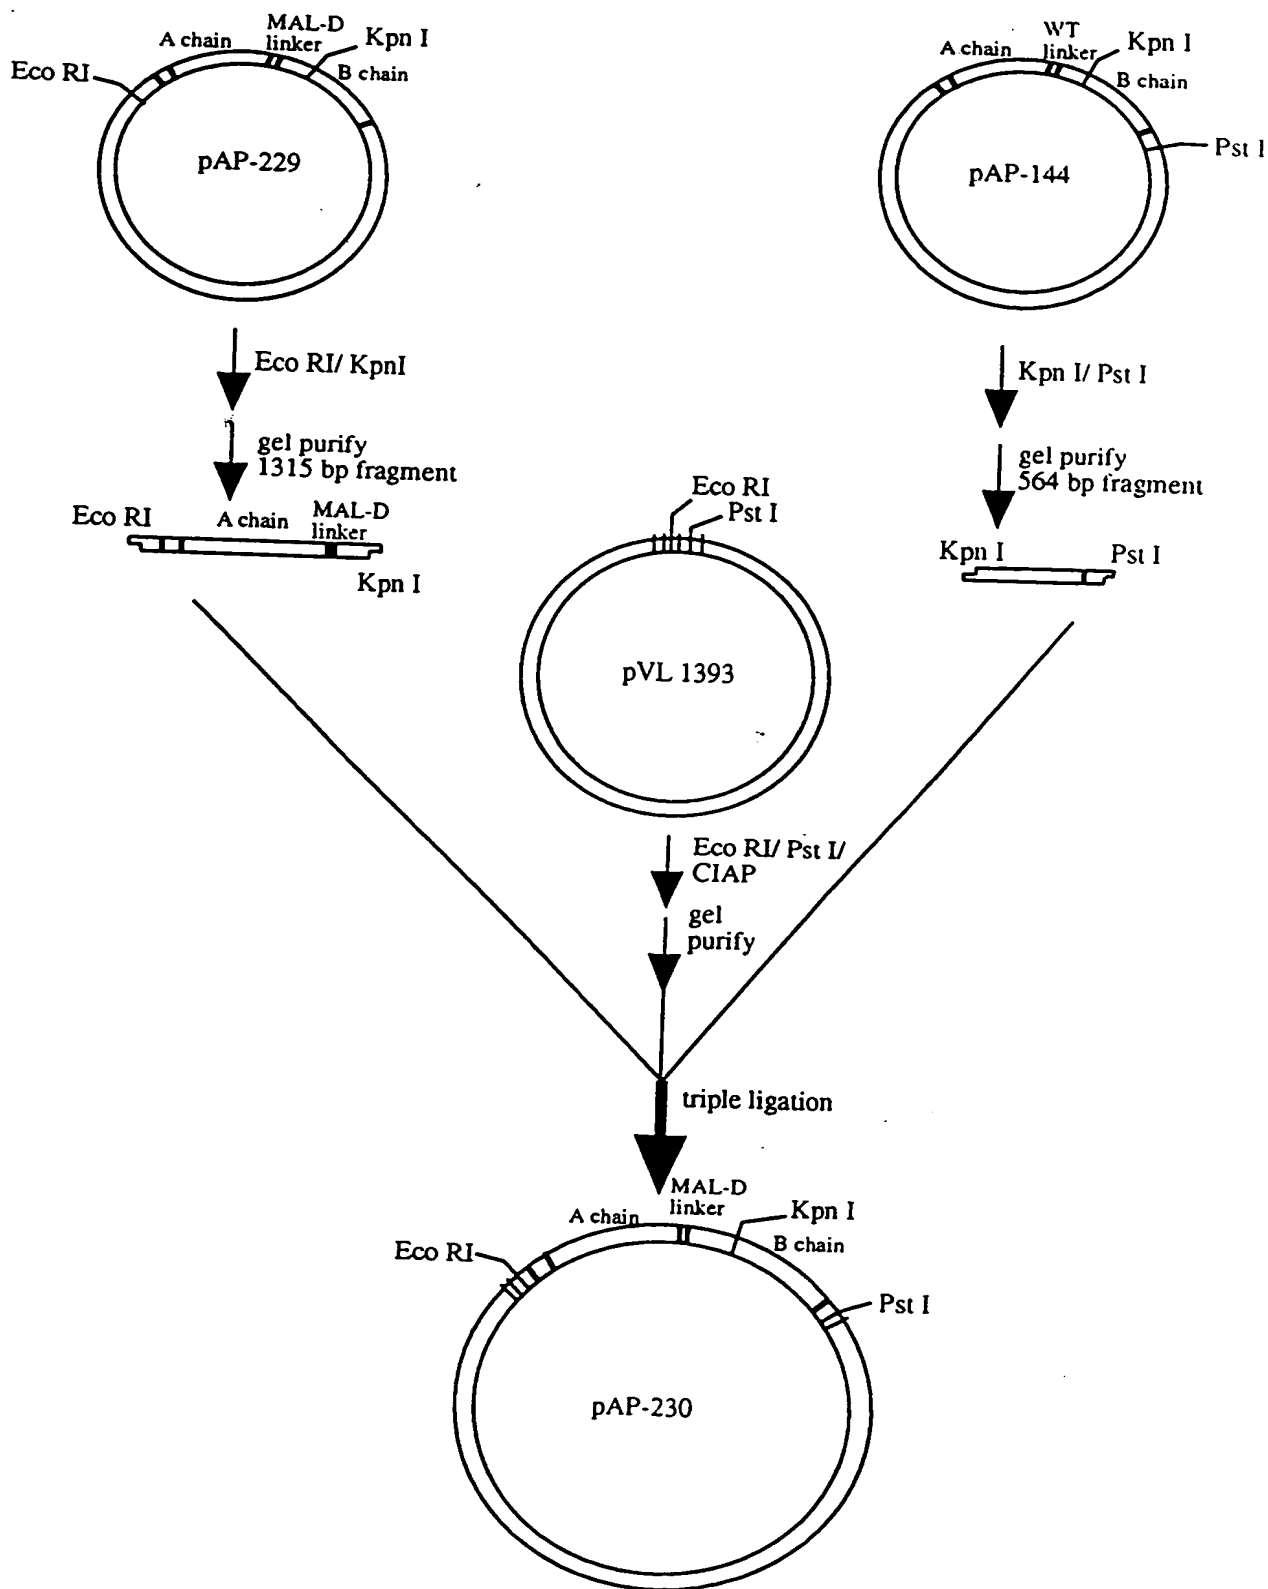 MAL-D
linker
A chain
Kpn I
Eco RI
B chain
pAP-229
WT
linker
A chain
Kpn I
B chain
Pst I
pAP-144
Eco RI/ KpnI
gel purify
1315 bp fragment
Kpn I/ Pst I
gel purify
564 bp fragment
Eco RI
A chain
MAL-D
linker
Kpn I
Eco RI
Pst I
Kpn I
Pst I
pVL 1393
Eco RI/ Pst I/
CIAP
gel
purify
triple ligation
MAL-D
linker
A chain
Kpn I
B chain
Eco RI
Pst I
pAP-230